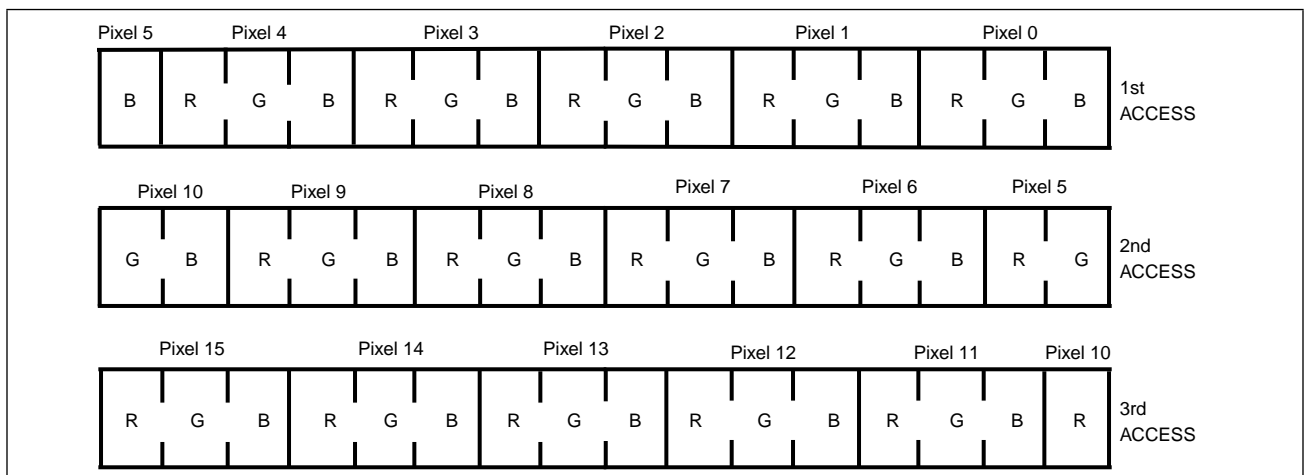 Pixel 5 Pixel 4 Pixel 3 Pixel 2 Pixel 1 Pixel 0
B R G B R G B R G B R G B R G B
1st
ACCESS
Pixel 10 Pixel 9 Pixel 8 Pixel 7 Pixel 6 Pixel 5
G B R G B R G B R G B R G B R G
2nd
ACCESS
Pixel 15 Pixel 14 Pixel 13 Pixel 12 Pixel 11 Pixel 10
R G B R G B R G B R G B R G B R
3rd
ACCESS